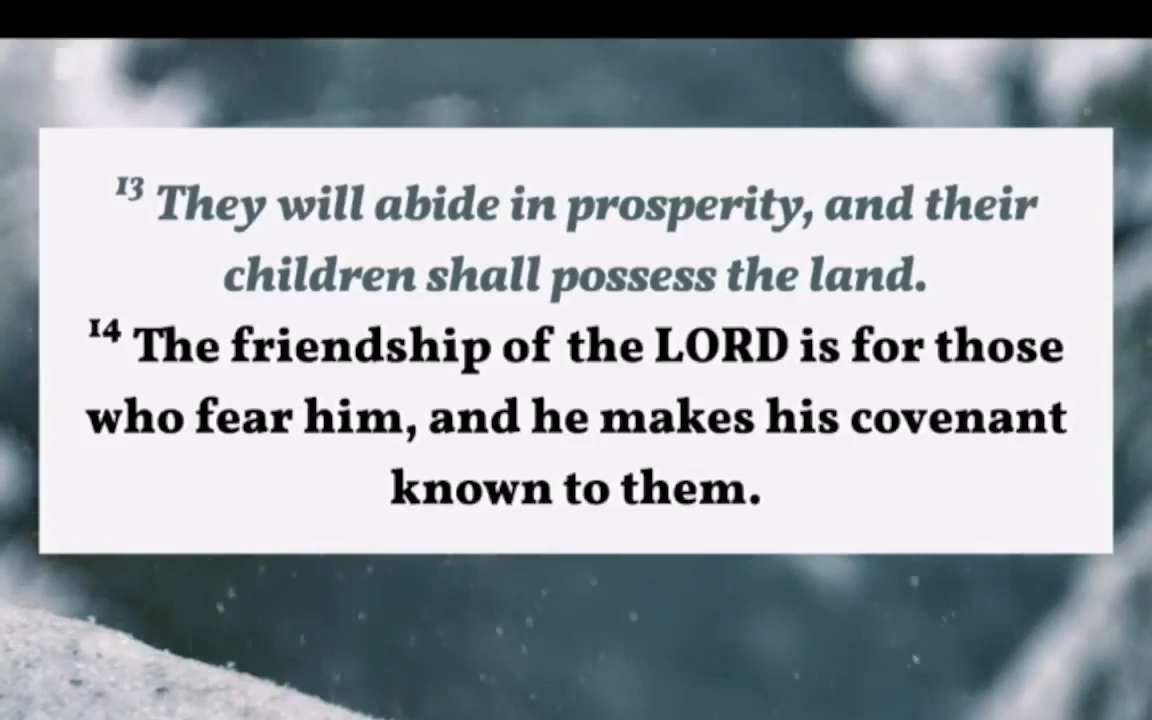 13 They will abide in prosperity, and their
children shall possess the land.
14 The friendship of the LORD is for those
who fear him, and he makes his covenant
known to them.